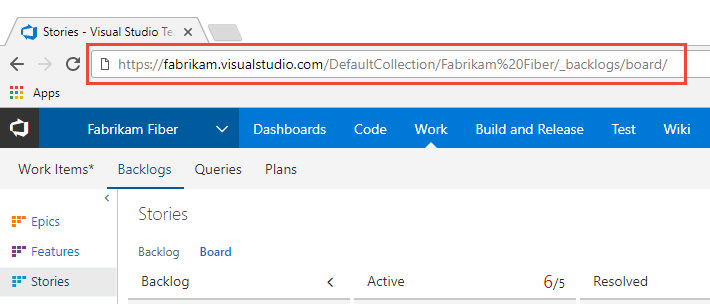 Stories - Visual Studio Te
https://fabrikam.visualstudio.com/DefaultCollection/Fabrikam%20Fiber/_backlogs/board/
Apps
Fabrikam Fiber Dashboards Code Work Build and Release Test Wiki
Work Items* Backlogs Queries Plans
Epics
Features
Stories
Stories
Backlog Board
Backlog Active 6/5 Resolved